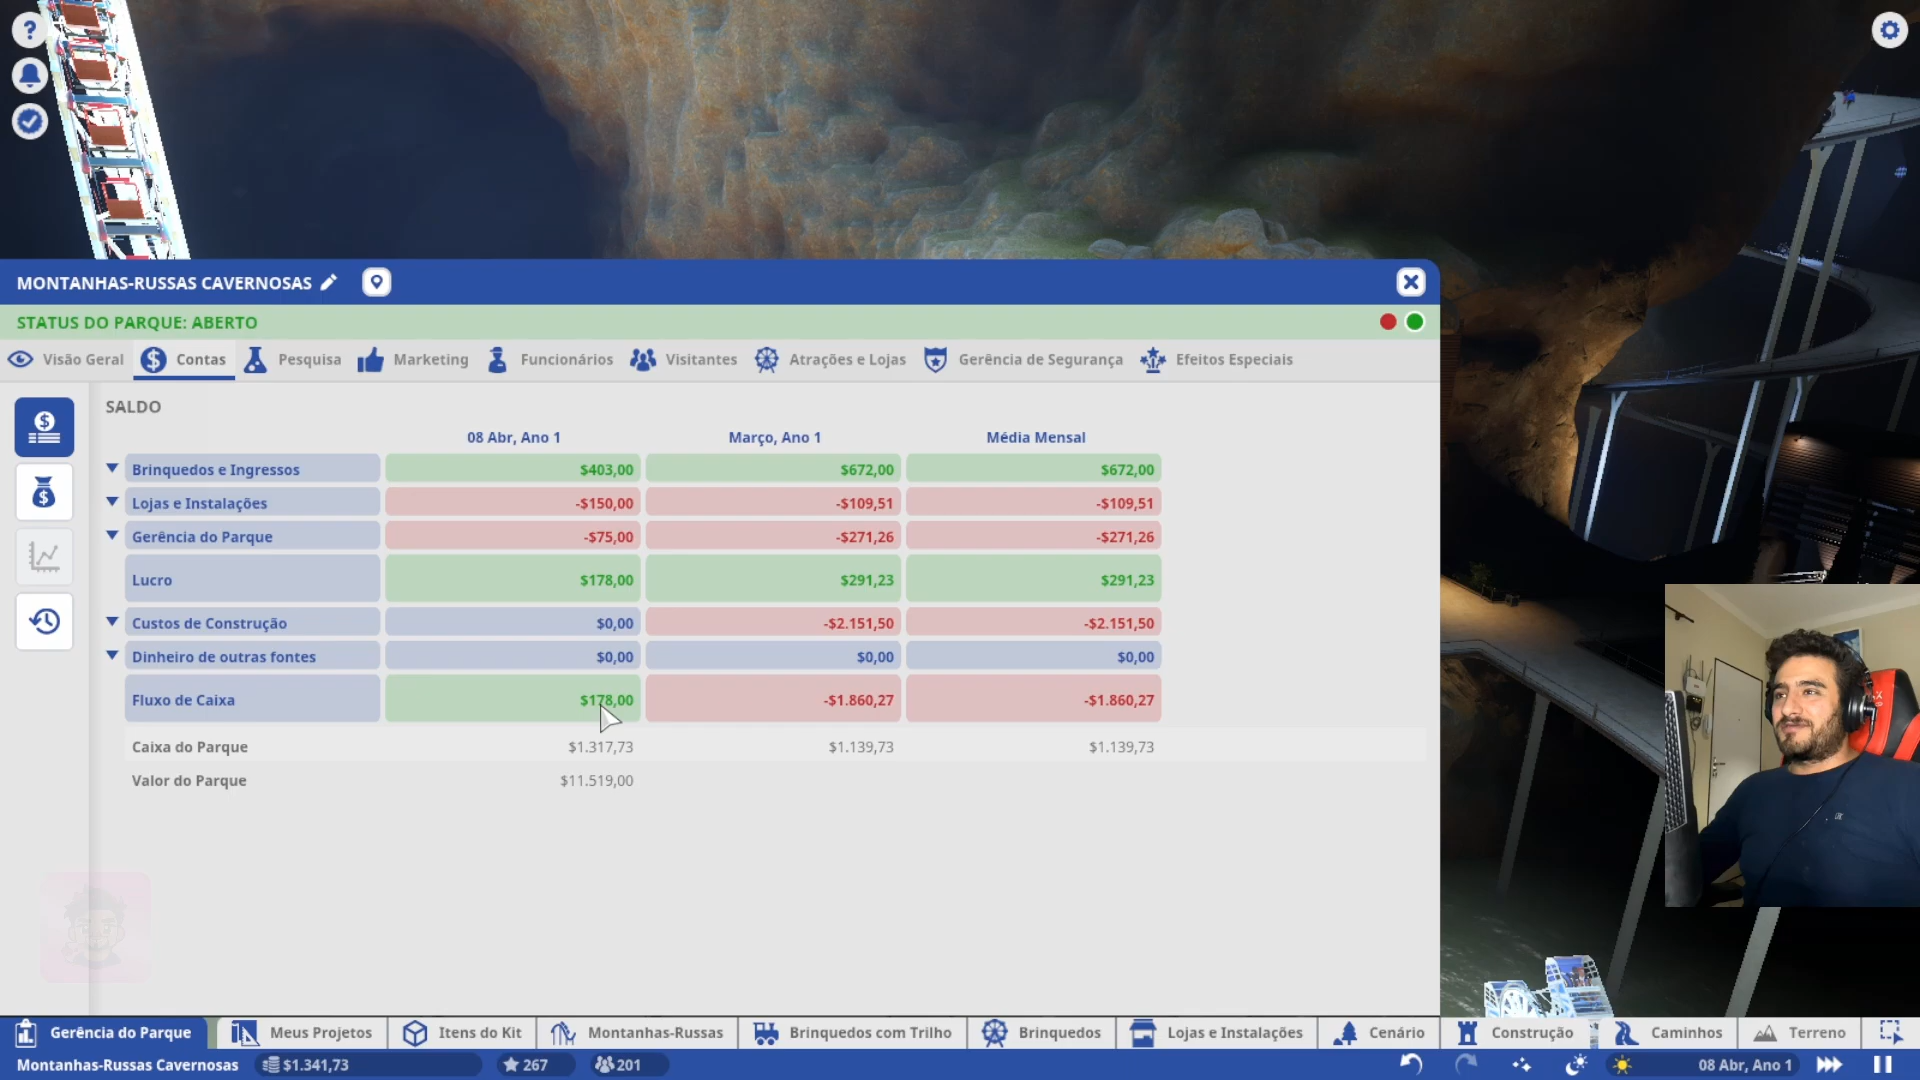 ?
MONTANHAS-RUSSAS CAVERNOSAS
STATUS DO PARQUE: ABERTO
Visão Geral
Contas
Pesquisa
Marketing
Funcionários
Visitantes
Atrações e Lojas
Gerência de Segurança
Efeitos Especiais
SALDO
08 Abr, Ano 1 Março, Ano 1 Média Mensal
Brinquedos e Ingressos $403,00 $672,00 $672,00
Lojas e Instalações -$150,00 -$109,51 -$109,51
Gerência do Parque -$75,00 -$271,26 -$271,26
Lucro $178,00 $291,23 $291,23
Custos de Construção $0,00 -$2.151,50 -$2.151,50
Dinheiro de outras fontes $0,00 $0,00 $0,00
Fluxo de Caixa $178,00 -$1.860,27 -$1.860,27
Caixa do Parque $1.317,73 $1.139,73 $1.139,73
Valor do Parque $11.519,00
Gerência do Parque
Meus Projetos
Itens do Kit
Montanhas-Russas
Brinquedos com Trilho
Brinquedos
Lojas e Instalações
Cenário
Construção
Caminhos
Terreno
Montanhas-Russas Cavernosas
$1.341,73
267
201
08 Abr, Ano 1